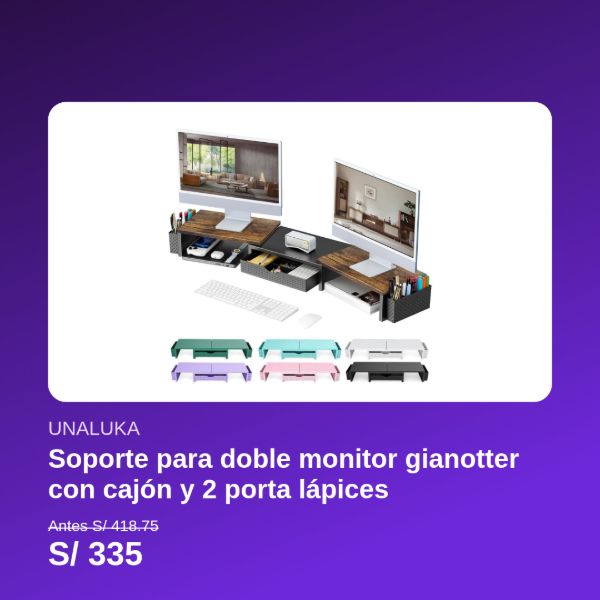 UNALUKA
Soporte para doble monitor gianotter
con cajón y 2 porta lápices
Antes S/ 418.75
S/ 335